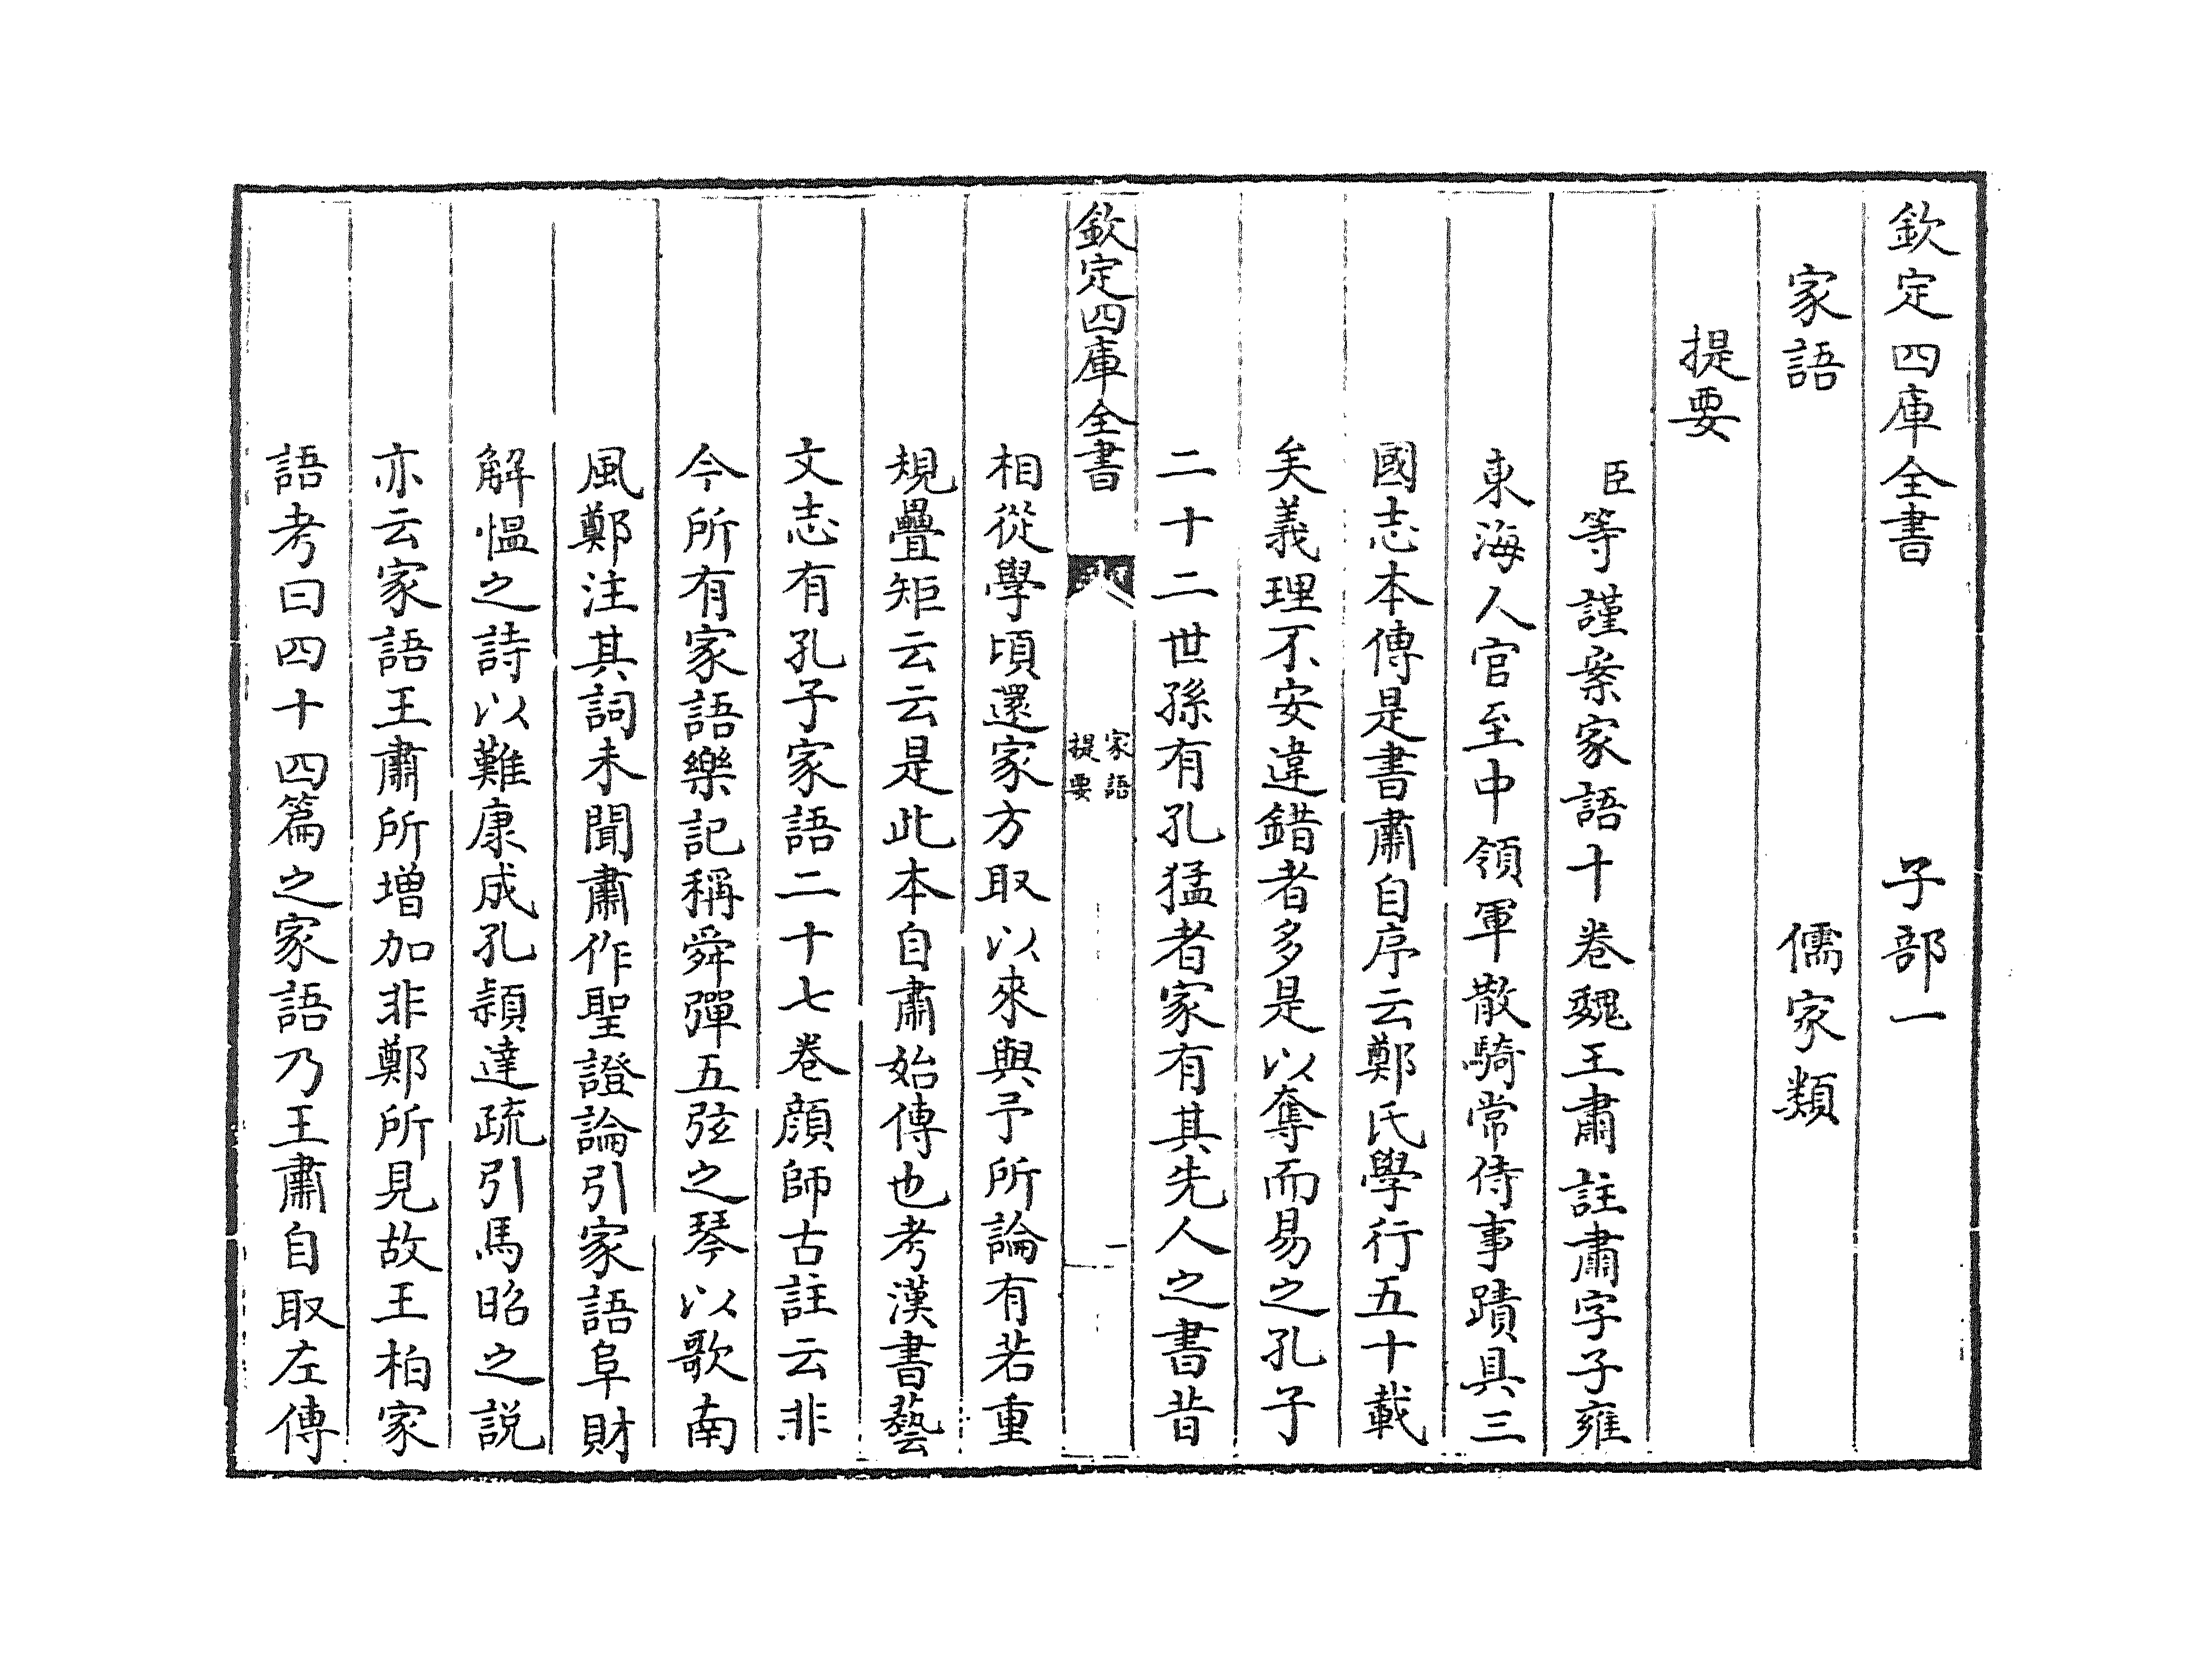 欽定四庫全書 子部一
家語 儒家類
提要
臣等謹案家語十卷魏王肅註肅字子雍
東海人官至中領軍散騎常侍事蹟具三
國志本傳是書肅自序云鄭氏學行五十載
矣義理不安違錯者多是以奪而易之孔子
二十二世孫有孔猛者家有其先人之書昔
欽定四庫全書
家語
提要
一
相從學頃還家方取以來與予所論有若重
規疊矩云云是此本自肅始傳也考漢書藝
文志有孔子家語二十七卷顔師古註云非
今所有家語樂記稱舜彈五弦之琴以歌南
風鄭注其詞未聞肅作聖證論引家語阜財
解愠之詩以難康成孔穎達疏引馬昭之説
亦云家語王肅所增加非鄭所見故王柏家
語考曰四十四篇之家語乃王肅自取左傳